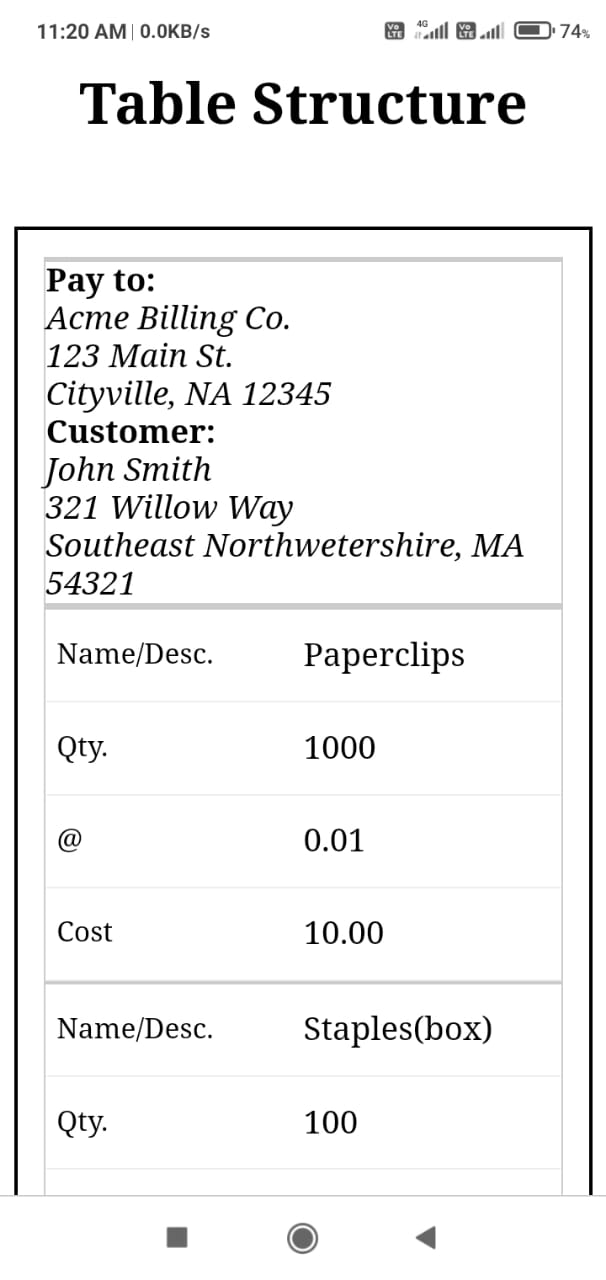 11:20 AM | 0.0KB/s Vo LTE 4G Vo LTE 74%
Table Structure
Pay to:
Acme Billing Co.
123 Main St.
Cityville, NA 12345
Customer:
John Smith
321 Willow Way
Southeast Northwetershire, MA
54321
Name/Desc. Paperclips
Qty. 1000
@ 0.01
Cost 10.00
Name/Desc. Staples(box)
Qty. 100